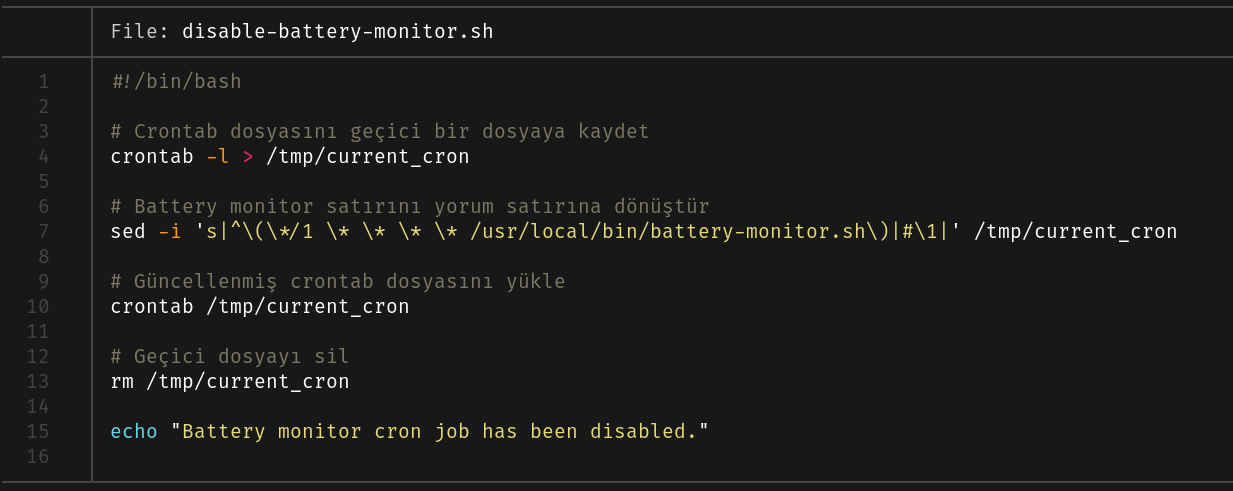 File: disable-battery-monitor.sh
1 #!/bin/bash
2
3 # Crontab dosyasını geçici bir dosyaya kaydet
4 crontab -l > /tmp/current_cron
5
6 # Battery monitor satırını yorum satırına dönüştür
7 sed -i 's|^\(\*/1 \* \* \* \* /usr/local/bin/battery-monitor.sh\)|#\1|' /tmp/current_cron
8
9 # Güncellenmiş crontab dosyasını yükle
10 crontab /tmp/current_cron
11
12 # Geçici dosyayı sil
13 rm /tmp/current_cron
14
15 echo "Battery monitor cron job has been disabled."
16